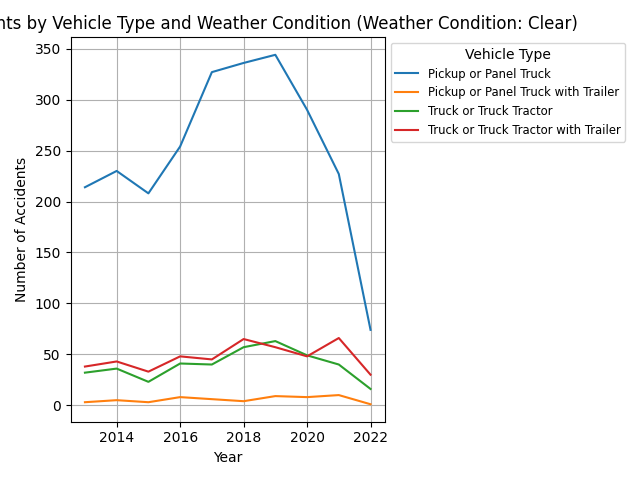 nts by Vehicle Type and Weather Condition (Weather Condition: Clear)
350
300
250
200
150
100
50
0
Number of Accidents
2014 2016 2018 2020 2022
Year
Vehicle Type
Pickup or Panel Truck
Pickup or Panel Truck with Trailer
Truck or Truck Tractor
Truck or Truck Tractor with Trailer